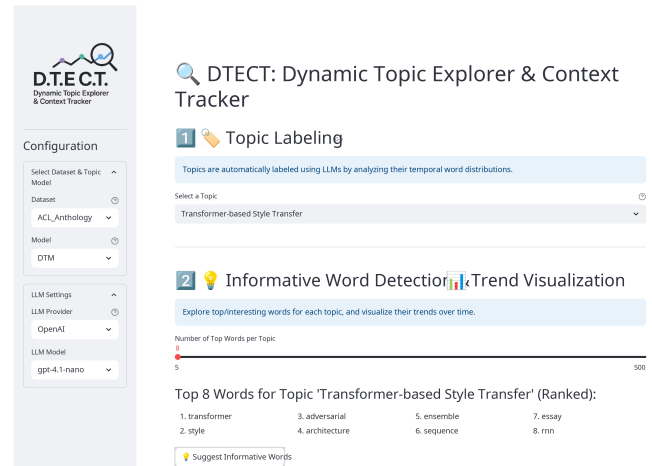 D.T.E.C.T.
Dynamic Topic Explorer
& Context Tracker
Configuration
Select Dataset & Topic
Model
Dataset
ACL_Anthology
Model
DTM
LLM Settings
LLM Provider
OpenAI
LLM Model
gpt-4.1-nano
DTECT: Dynamic Topic Explorer & Context
Tracker
1 Topic Labeling
Topics are automatically labeled using LLMs by analyzing their temporal word distributions.
Select a Topic
Transformer-based Style Transfer
2 Informative Word Detection & Trend Visualization
Explore top/interesting words for each topic, and visualize their trends over time.
Number of Top Words per Topic
8
5 500
Top 8 Words for Topic 'Transformer-based Style Transfer' (Ranked):
1. transformer 3. adversarial 5. ensemble 7. essay
2. style 4. architecture 6. sequence 8. rnn
Suggest Informative Words